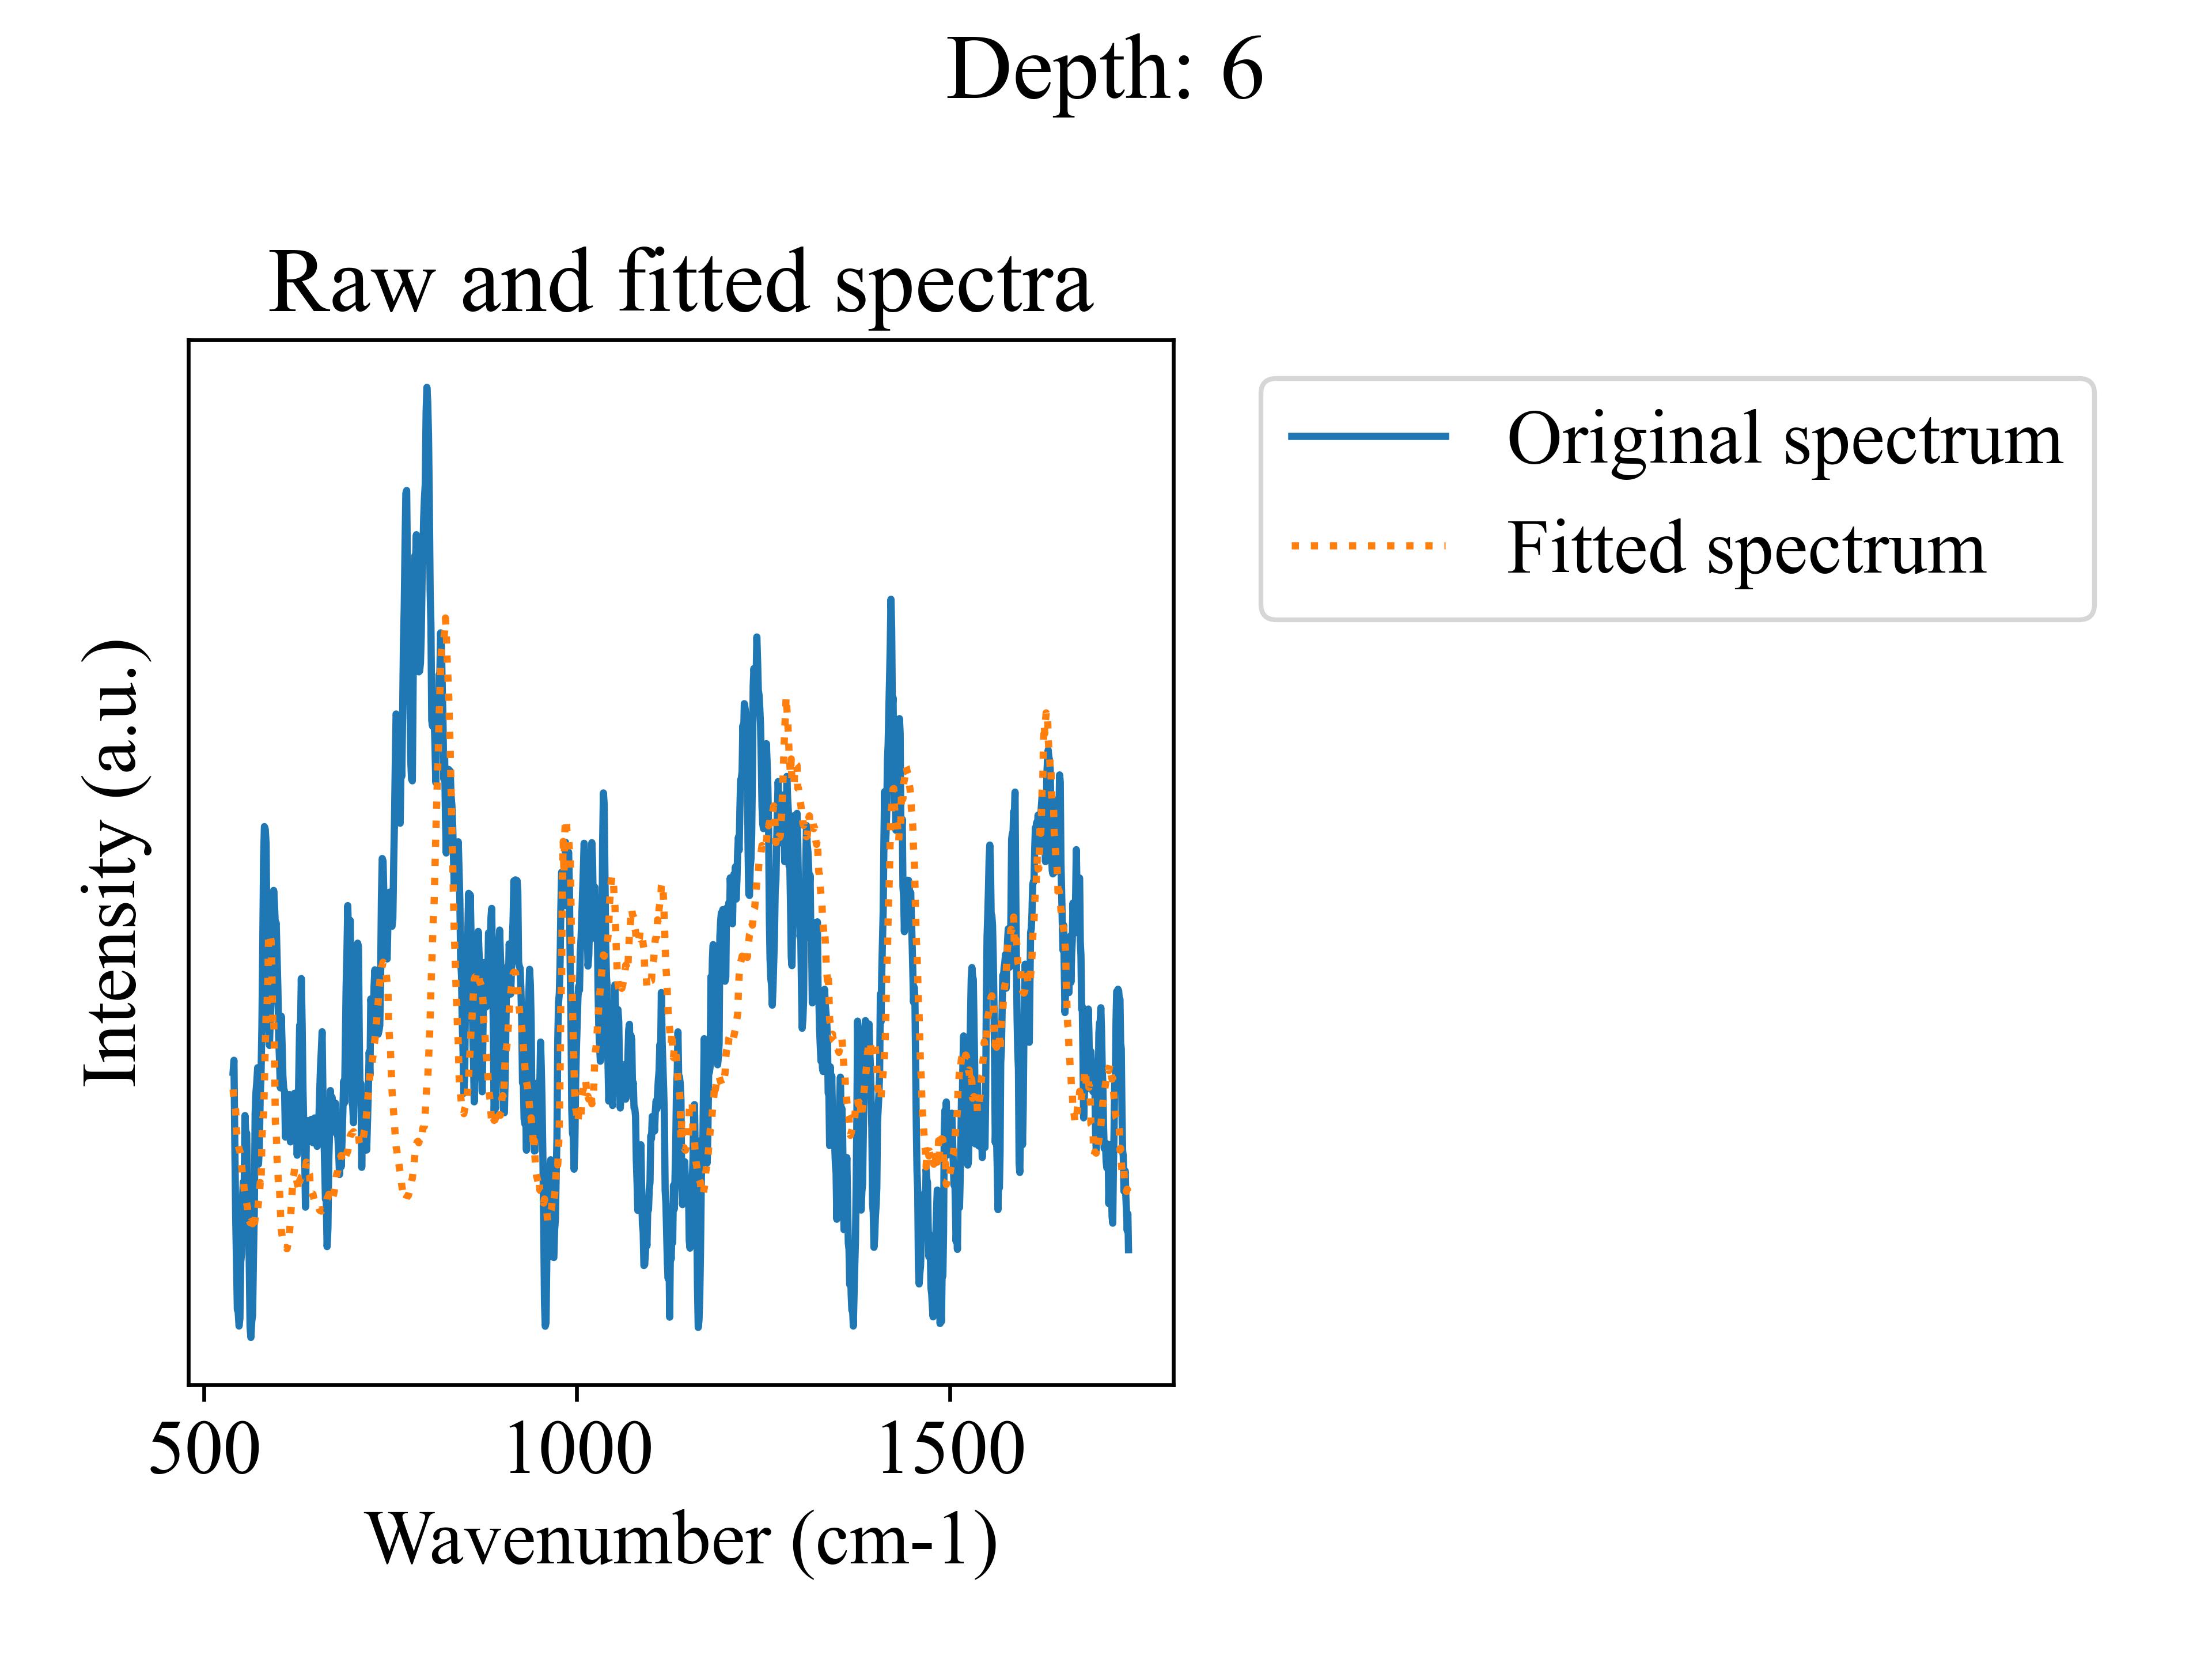 Depth: 6
Raw and fitted spectra
Original spectrum
Fitted spectrum
Intensity (a.u.)
500
1000
1500
Wavenumber (cm-1)